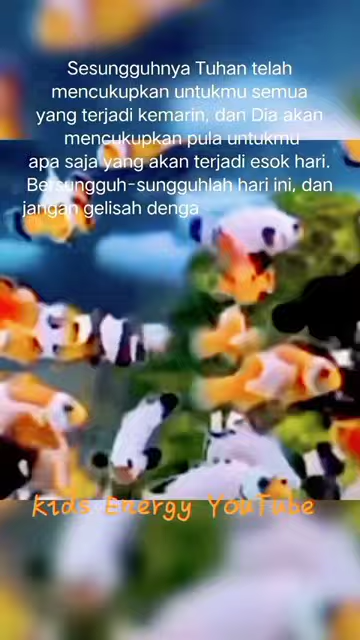 Sesungguhnya Tuhan telah
mencukupkan untukmu semua
yang terjadi kemarin, dan Dia akan
mencukupkan pula untukmu
apa saja yang akan terjadi esok hari.
Bersungguh-sungguhlah hari ini, dan
jangan gelisah denga
Kids Energy YouTube